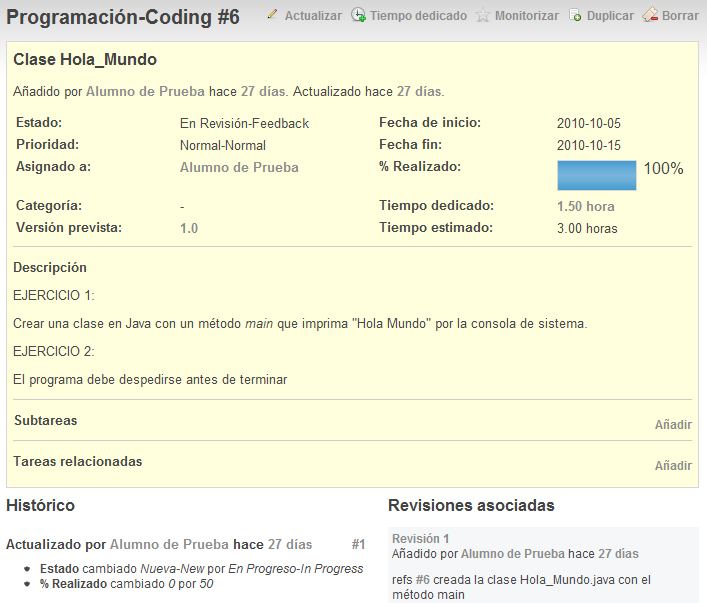 Programación-Coding #6
Actualizar Tiempo dedicado Monitorizar Duplicar Borrar
Clase Hola_Mundo
Añadido por Alumno de Prueba hace 27 días. Actualizado hace 27 días.
Estado: En Revisión-Feedback Fecha de inicio: 2010-10-05
Prioridad: Normal-Normal Fecha fin: 2010-10-15
Asignado a: Alumno de Prueba % Realizado: 100%
Categoría: - Tiempo dedicado: 1.50 hora
Versión prevista: 1.0 Tiempo estimado: 3.00 horas
Descripción
EJERCICIO 1:
Crear una clase en Java con un método main que imprima "Hola Mundo" por la consola de sistema.
EJERCICIO 2:
El programa debe despedirse antes de terminar
Subtareas Añadir
Tareas relacionadas Añadir
Histórico
Actualizado por Alumno de Prueba hace 27 días #1
Estado cambiado Nueva-New por En Progreso-In Progress
% Realizado cambiado 0 por 50
Revisiones asociadas
Revisión 1
Añadido por Alumno de Prueba hace 27 días
refs #6 creada la clase Hola_Mundo.java con el
método main